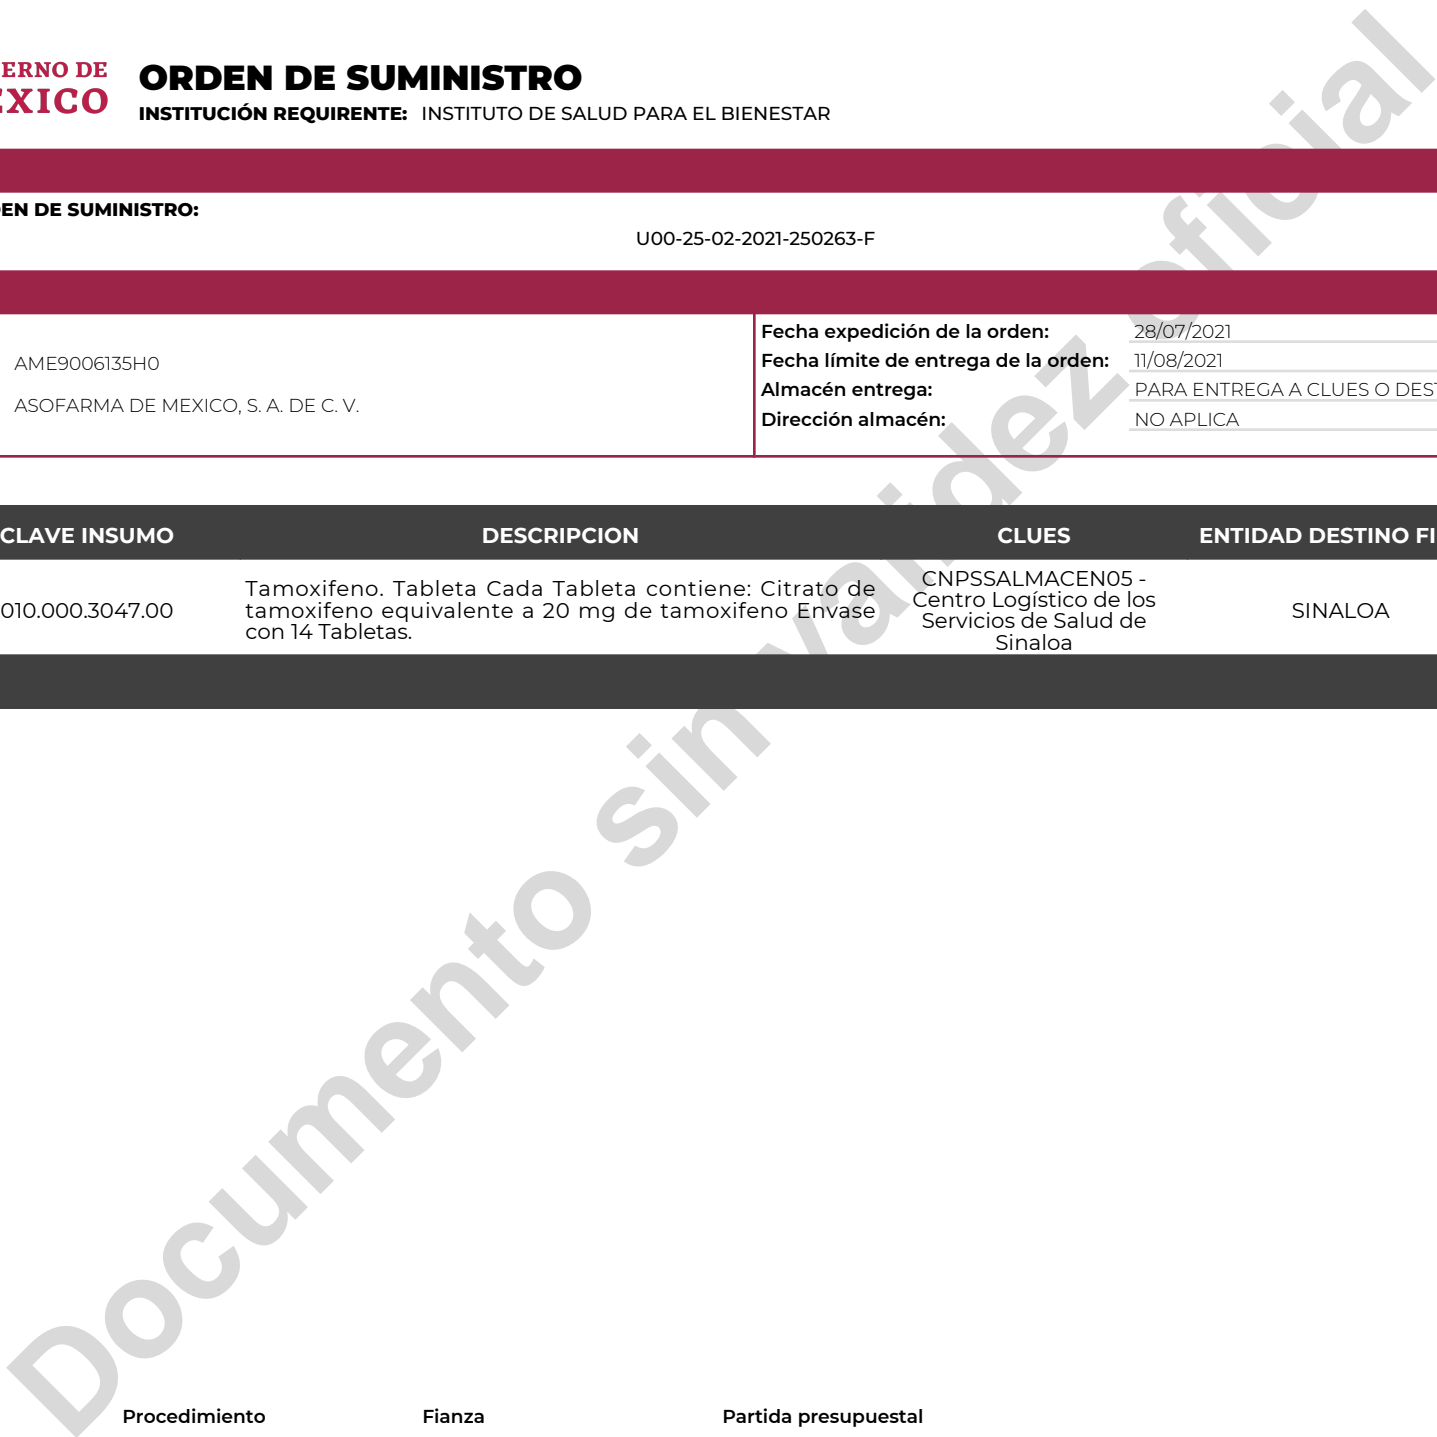 ERNO DE
EXICO
ORDEN DE SUMINISTRO
INSTITUCIÓN REQUIRENTE: INSTITUTO DE SALUD PARA EL BIENESTAR
EN DE SUMINISTRO:
U00-25-02-2021-250263-F
AME9006135H0
ASOFARMA DE MEXICO, S. A. DE C. V.
Fecha expedición de la orden: 28/07/2021
Fecha límite de entrega de la orden: 11/08/2021
Almacén entrega: PARA ENTREGA A CLUES O DEST
Dirección almacén: NO APLICA
CLAVE INSUMO DESCRIPCION CLUES ENTIDAD DESTINO FI
010.000.3047.00
Tamoxifeno. Tableta Cada Tableta contiene: Citrato de
tamoxifeno equivalente a 20 mg de tamoxifeno Envase
con 14 Tabletas.
CNPSSALMACEN05 -
Centro Logístico de los
Servicios de Salud de
Sinaloa
SINALOA
Documento sin validez oficial
Procedimiento Fianza Partida presupuestal